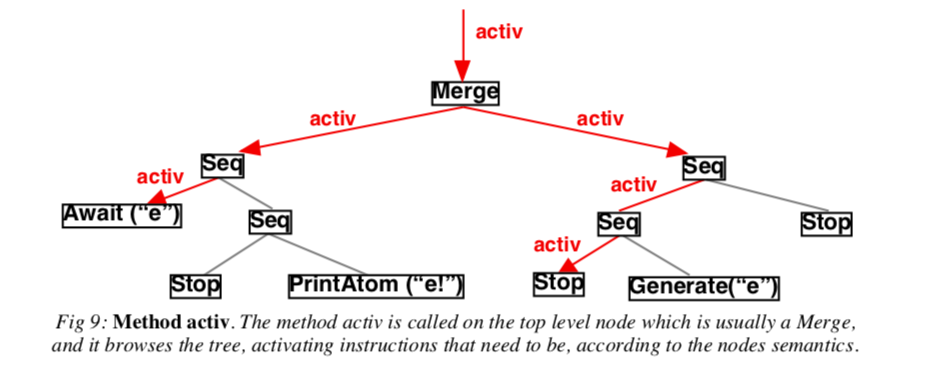 activ
Merge
activ activ
Seq Seq
activ activ
Await (“e”) Seq Seq Stop
activ
Stop PrintAtom (“e!”) Stop Generate(“e”)
Fig 9: Method activ. The method activ is called on the top level node which is usually a Merge,
and it browses the tree, activating instructions that need to be, according to the nodes semantics.